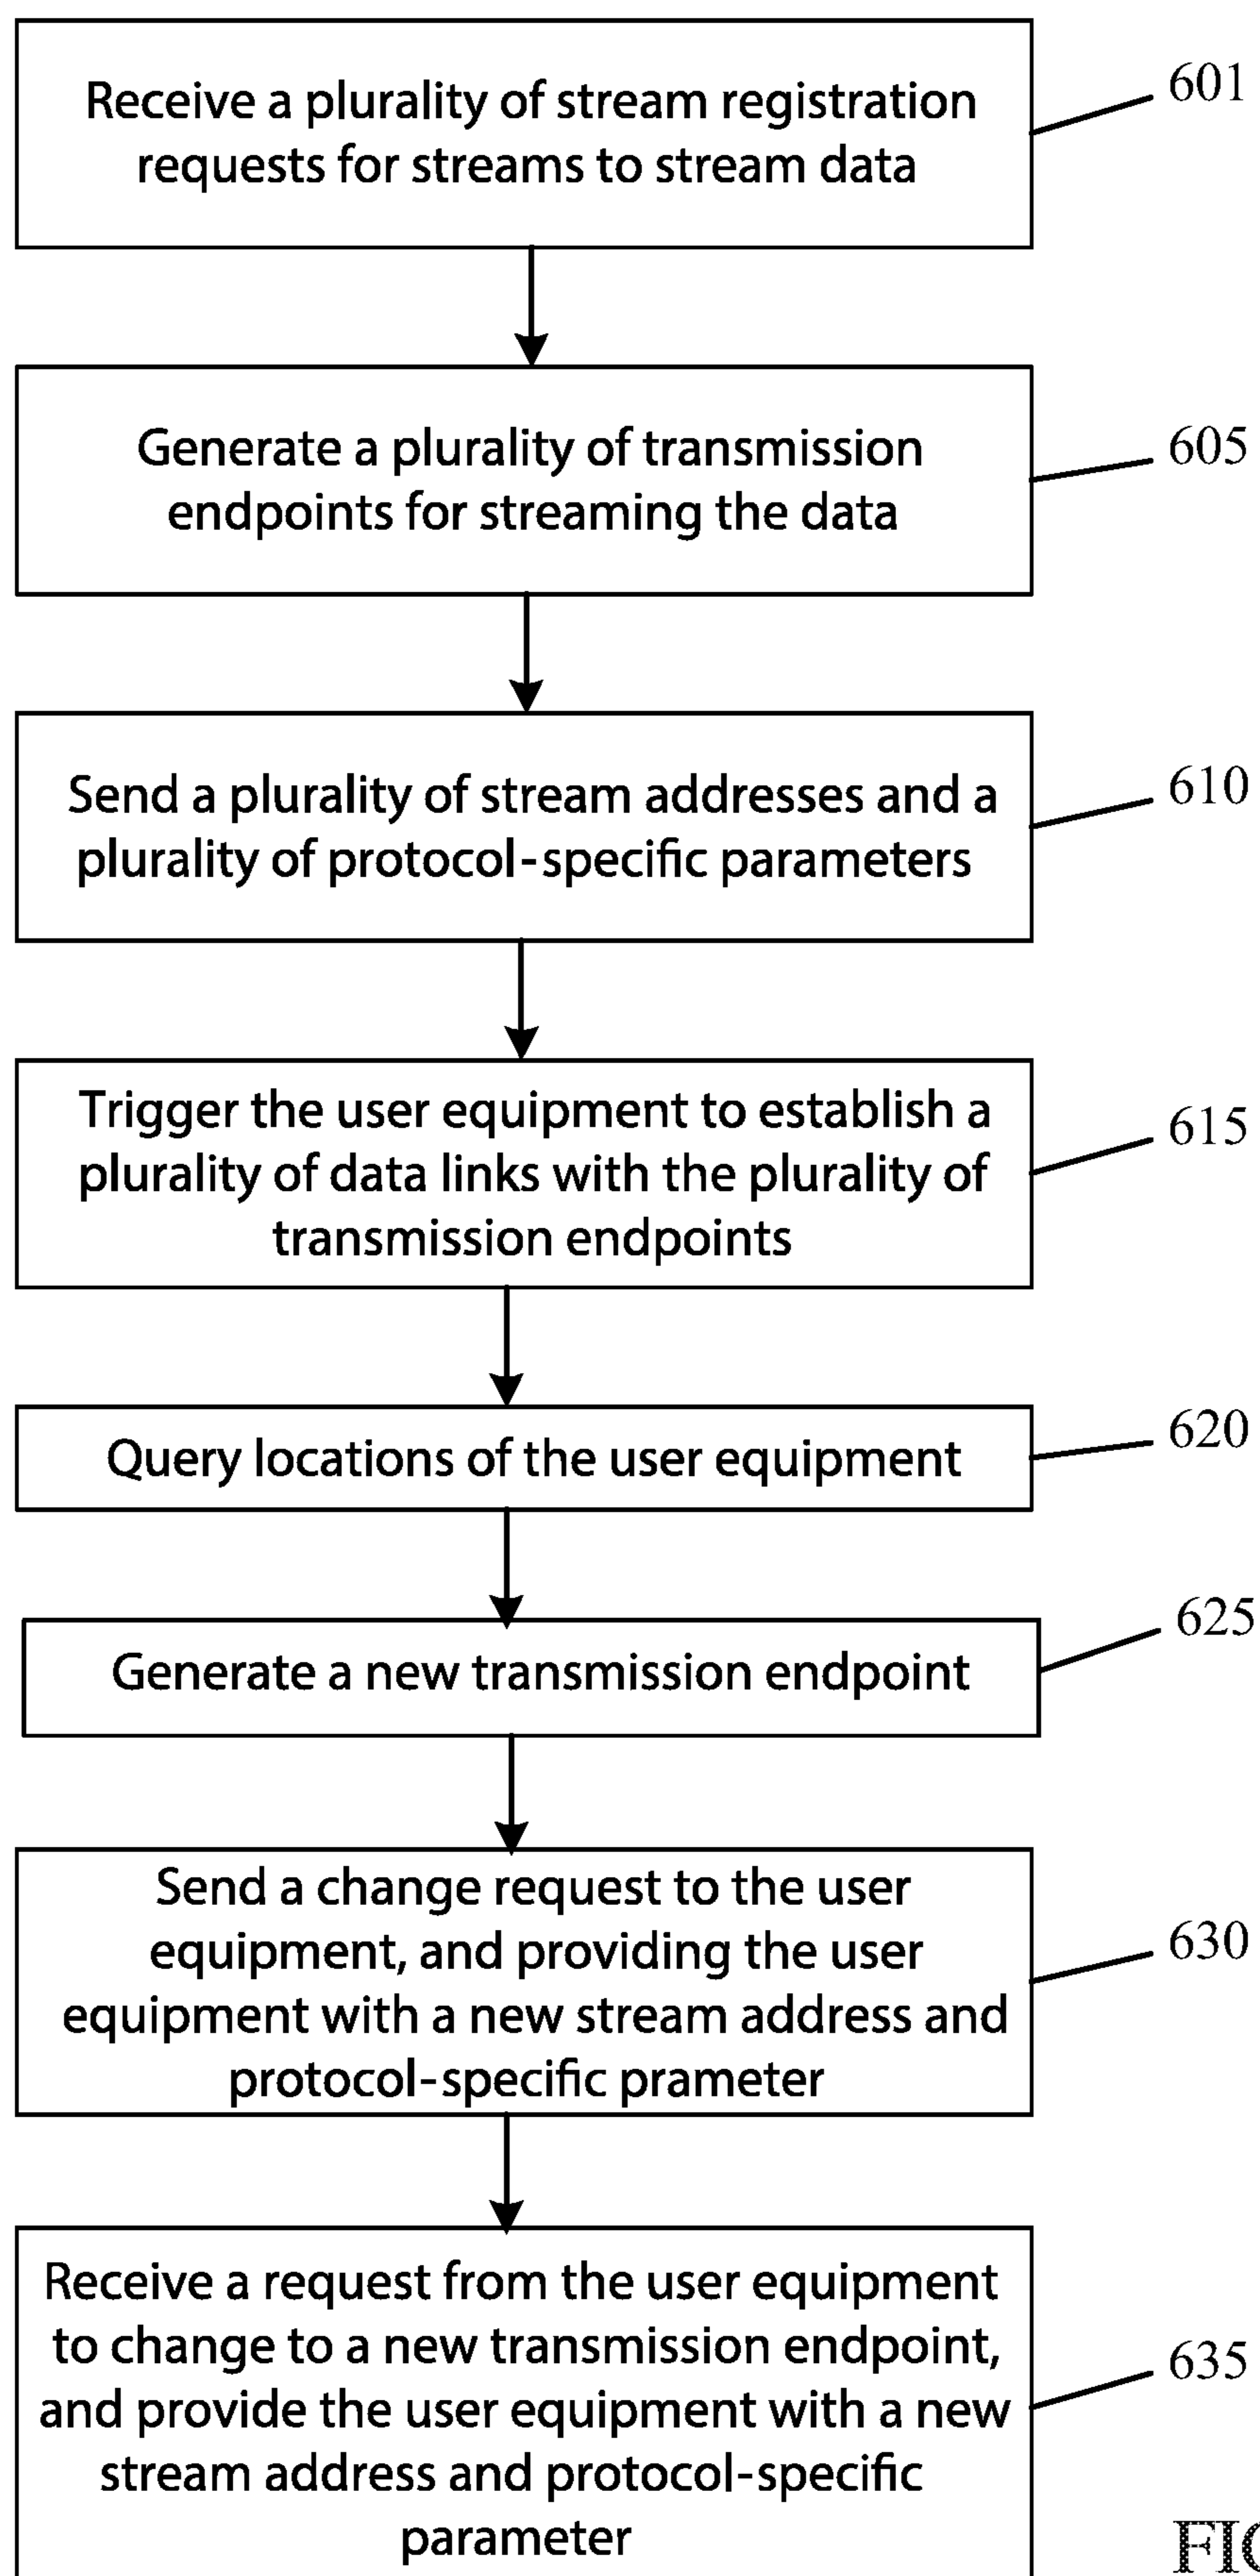 Receive a plurality of stream registration
requests for streams to stream data
601
Generate a plurality of transmission
endpoints for streaming the data
605
Send a plurality of stream addresses and a
plurality of protocol-specific parameters
610
Trigger the user equipment to establish a
plurality of data links with the plurality of
transmission endpoints
615
Query locations of the user equipment
620
Generate a new transmission endpoint
625
Send a change request to the user
equipment, and providing the user
equipment with a new stream address and
protocol-specific prameter
630
Receive a request from the user equipment
to change to a new transmission endpoint,
and provide the user equipment with a new
stream address and protocol-specific
parameter
635